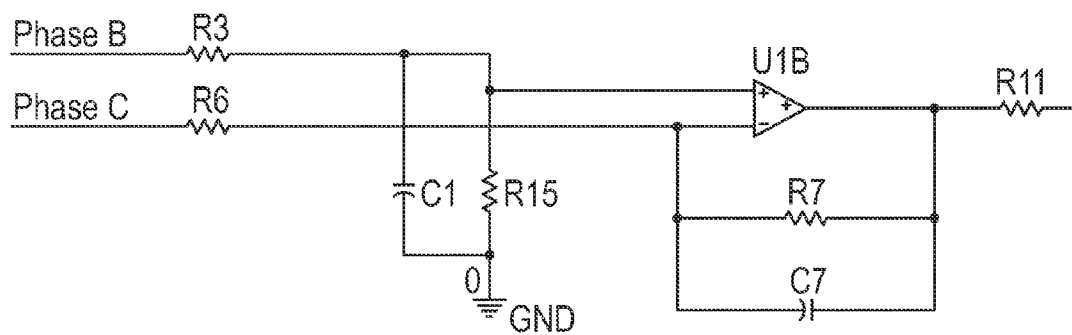 Phase B
R3
U1B
R11
Phase C
R6
+
+
−
C1
R15
R7
0
GND
C7